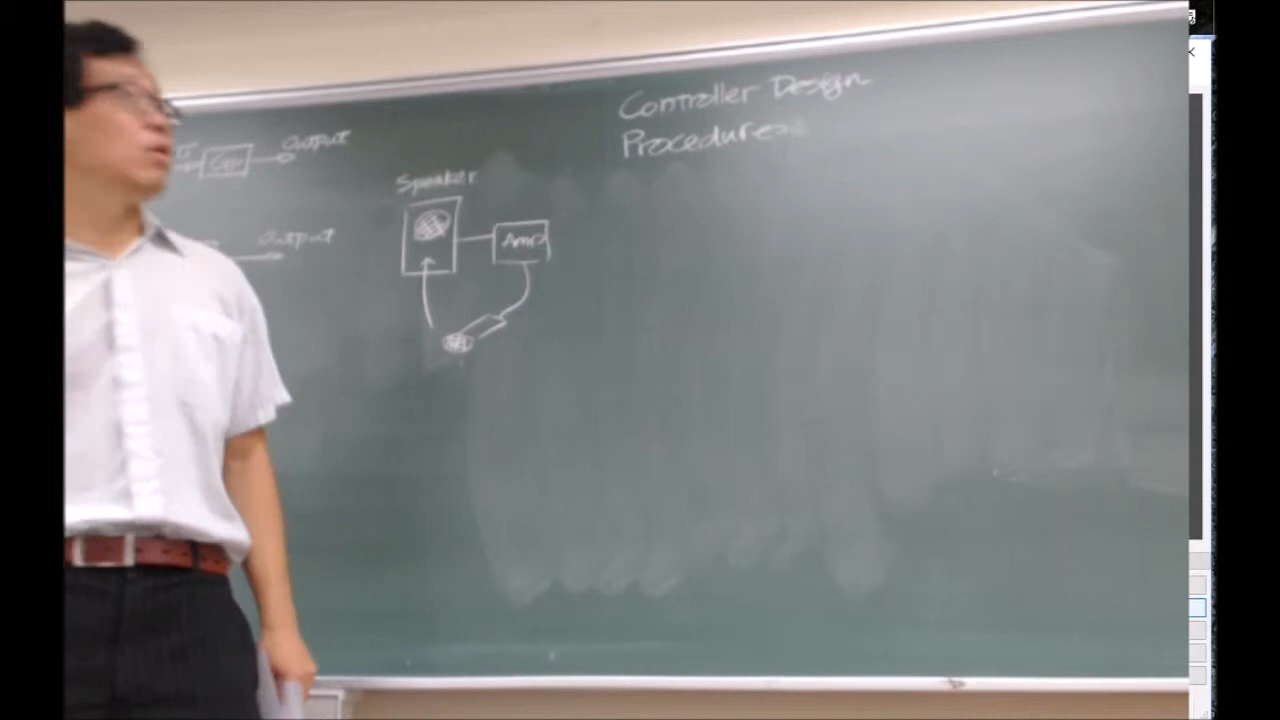 Controller Design
Procedures
Output
Speaker
Output
Amp